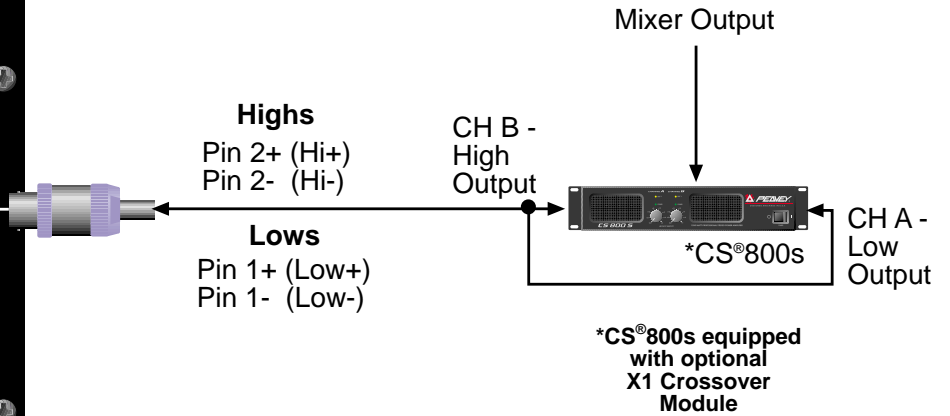 Mixer Output
Highs
Pin 2+ (Hi+)
Pin 2- (Hi-)
CH B -
High
Output
Lows
Pin 1+ (Low+)
Pin 1- (Low-)
PEAVEY
CS 800 S
*CS®800s
CH A -
Low
Output
*CS®800s equipped
with optional
X1 Crossover
Module